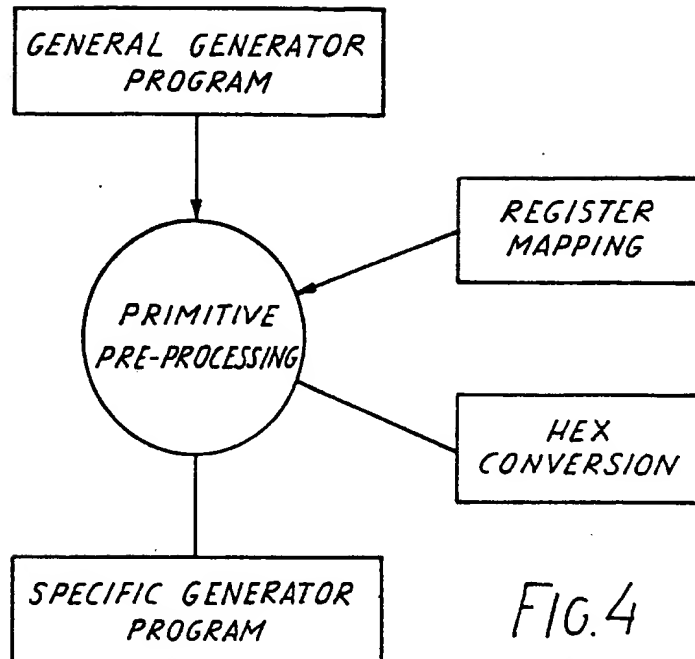 GENERAL GENERATOR
PROGRAM
REGISTER
MAPPING
PRIMITIVE
PRE-PROCESSING
HEX
CONVERSION
SPECIFIC GENERATOR
PROGRAM
FIG.4